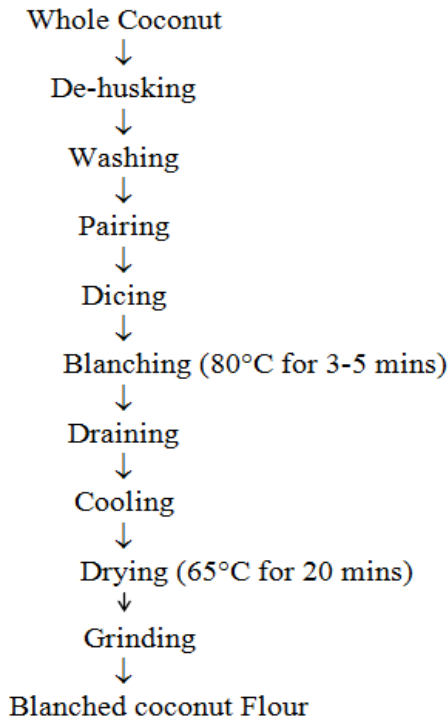 Whole Coconut
↓
De-husking
↓
Washing
↓
Pairing
↓
Dicing
↓
Blanching (80°C for 3-5 mins)
↓
Draining
↓
Cooling
↓
Drying (65°C for 20 mins)
↓
Grinding
↓
Blanched coconut Flour